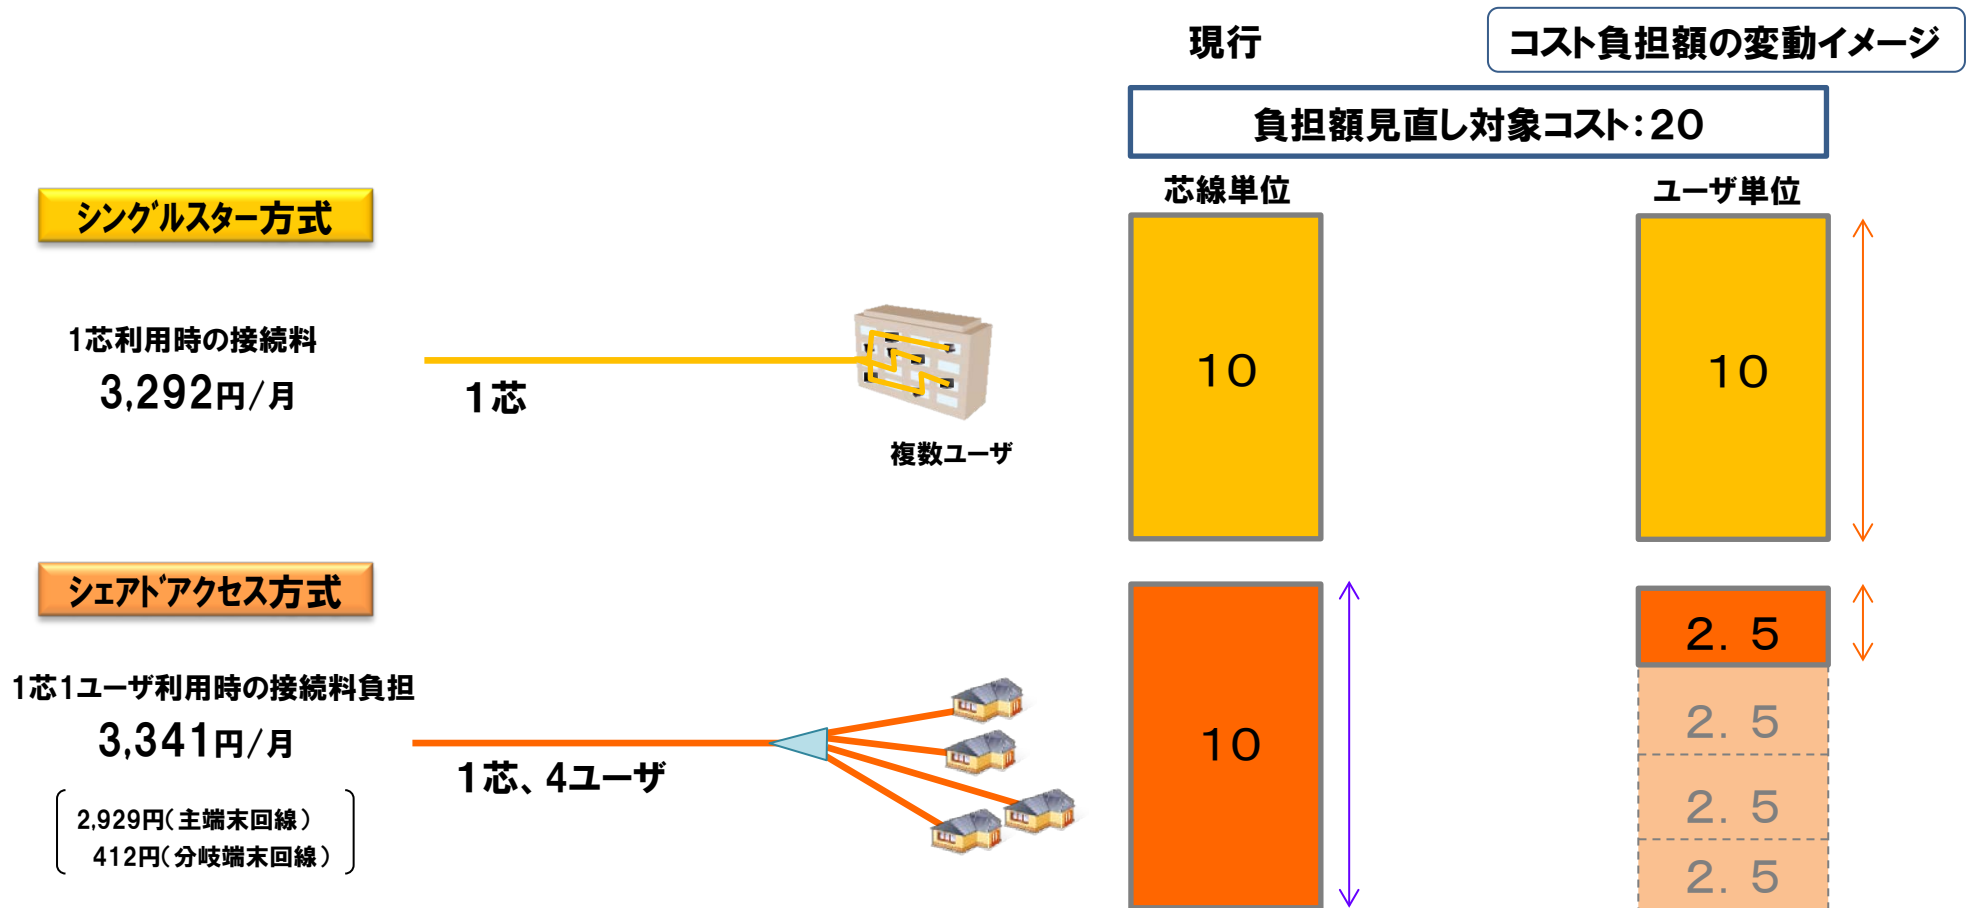 現行
コスト負担額の変動イメージ
負担額見直し対象コスト:20
芯線単位
ユーザ単位
シングルスター方式
1芯利用時の接続料
3,292円/月
1芯
複数ユーザ
10
10
シェアドアクセス方式
1芯1ユーザ利用時の接続料負担
3,341円/月
2,929円(主端末回線)
412円(分岐端末回線)
1芯、4ユーザ
10
2.5
2.5
2.5
2.5